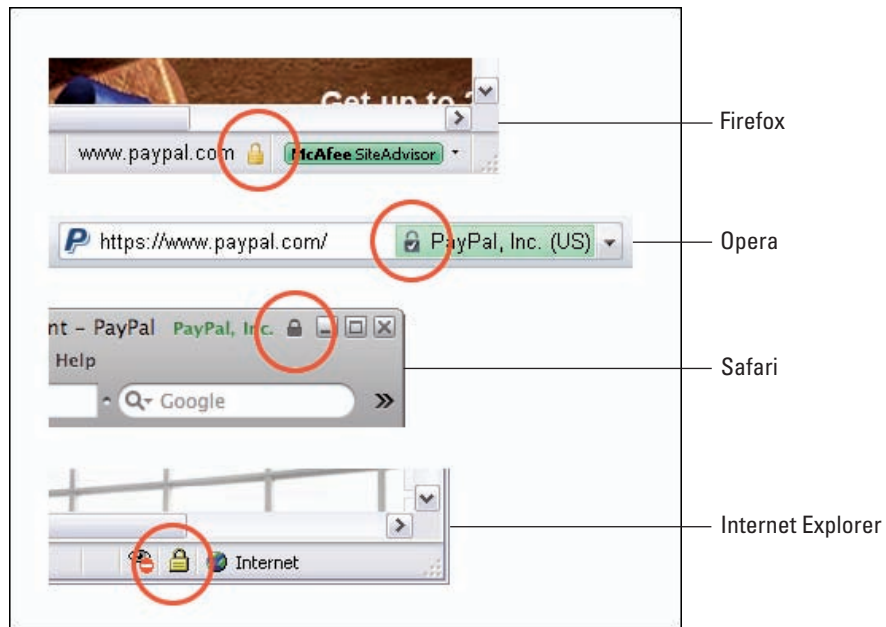 Get up to
www.paypal.com
McAfee SiteAdvisor
Firefox
https://www.paypal.com/ PayPal, Inc. (US)
Opera
nt – PayPal PayPal, Inc.
Help
Google
Safari
Internet
Internet Explorer